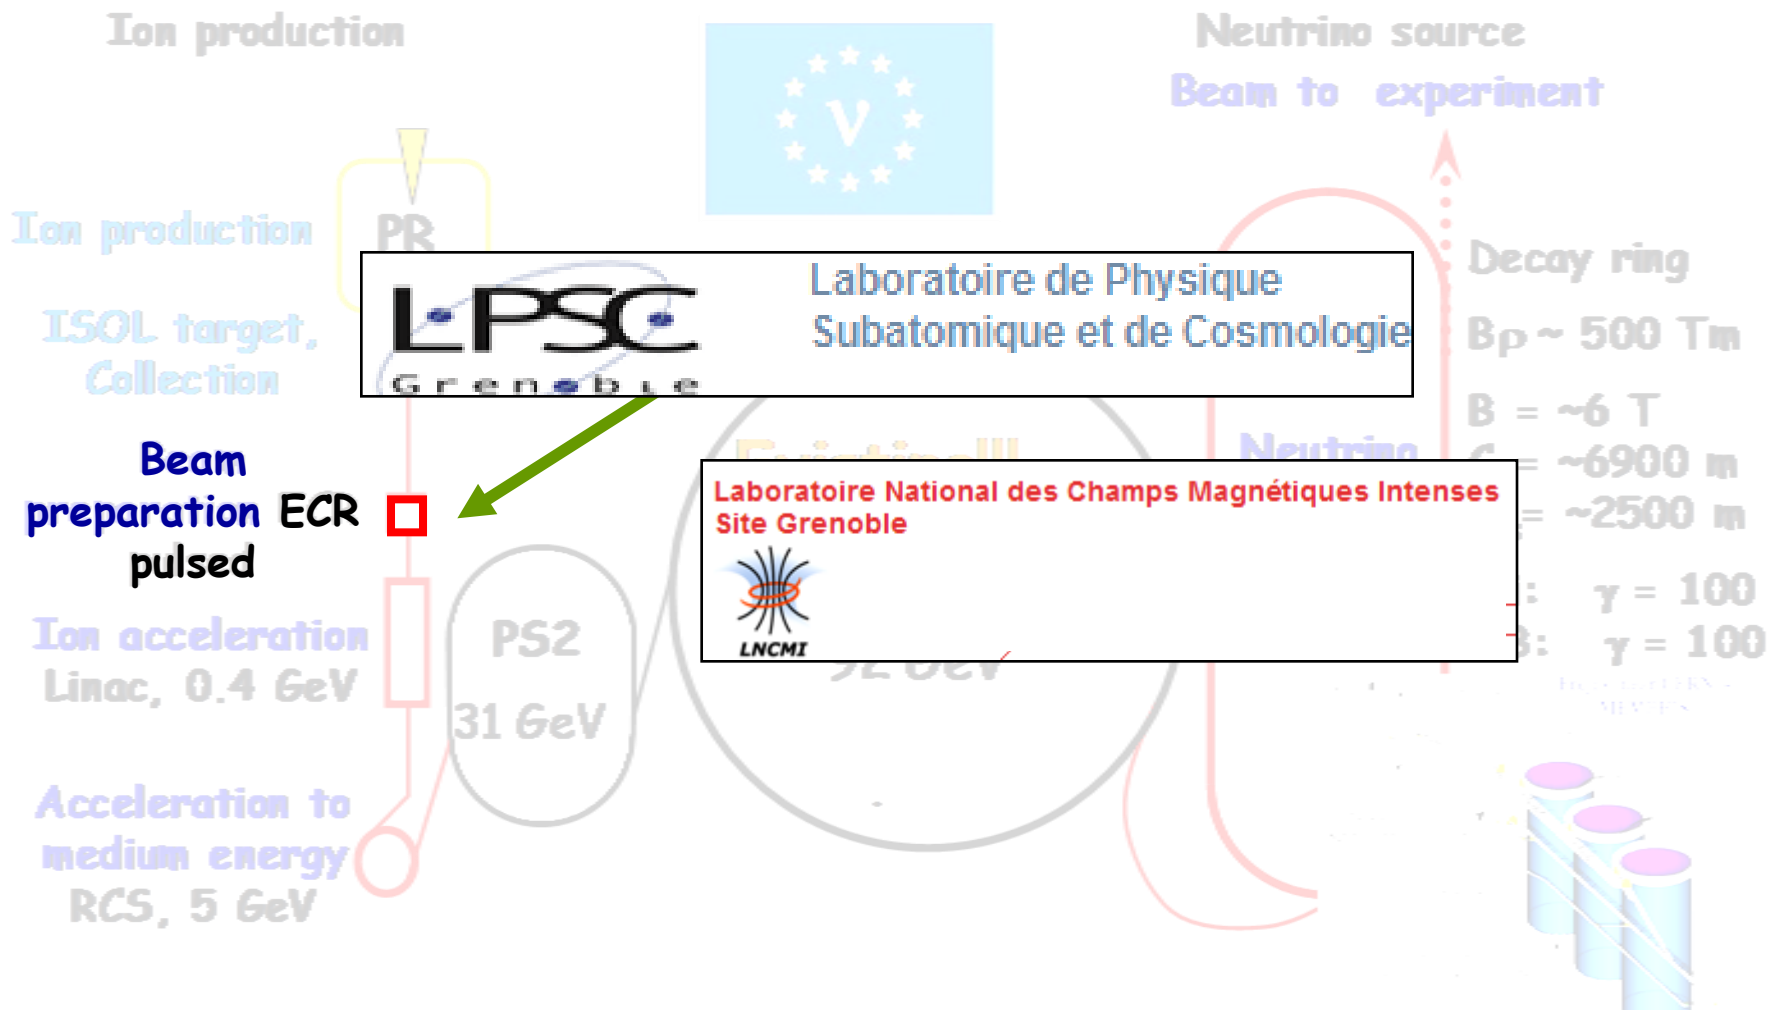 Ion production
Neutrino source
Beam to experiment
ν
Ion production
PR
ISOL target,
Collection
LPSC
Grenoble
Laboratoire de Physique
Subatomique et de Cosmologie
Decay ring
Bρ ~ 500 Tm
B = ~6 T
= ~6900 m
= ~2500 m
γ = 100
γ = 100
Neutrino
Beam
preparation ECR
pulsed
Laboratoire National des Champs Magnétiques Intenses
Site Grenoble
LNCMI
Ion acceleration
Linac, 0.4 GeV
PS2
31 GeV
92 GeV
Acceleration to
medium energy
RCS, 5 GeV